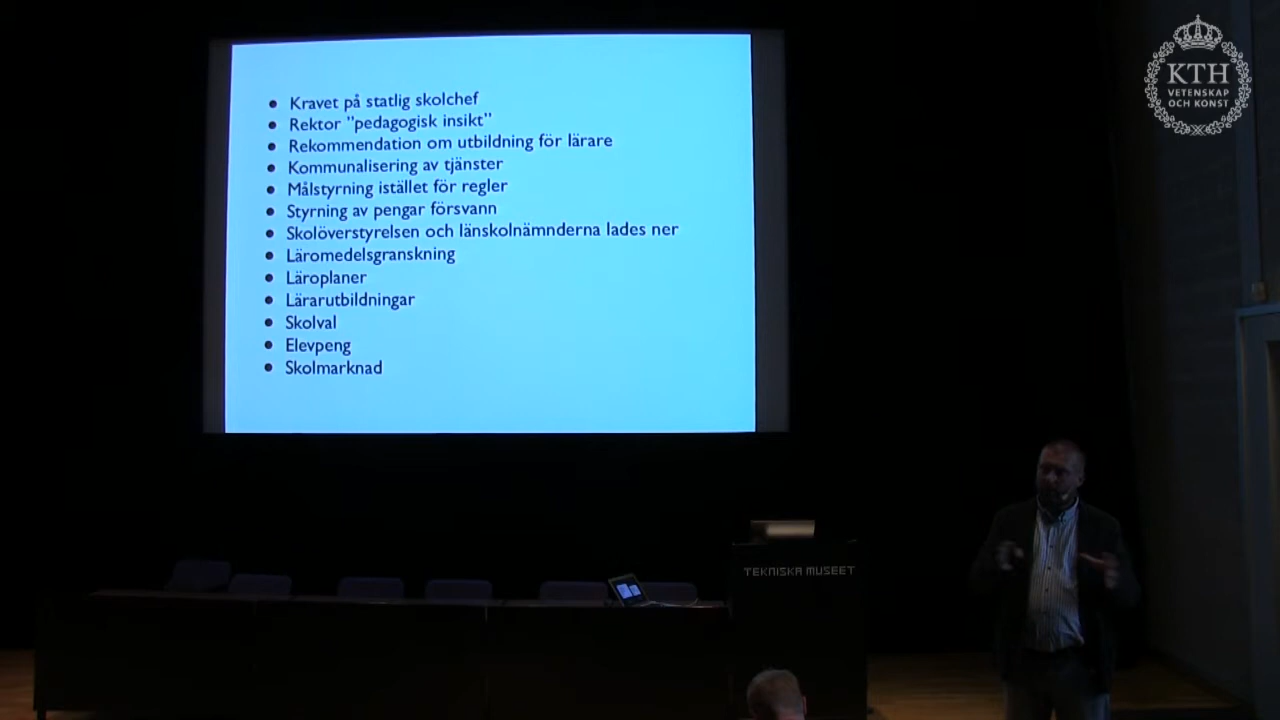 Kravet på statlig skolchef
Rektor "pedagogisk insikt"
Rekommendation om utbildning för lärare
Kommunalisering av tjänster
Målstyrning istället för regler
Styrning av pengar försvann
Skolöverstyrelsen och länskolnämnderna lades ner
Läromedelsgranskning
Läroplaner
Lärarutbildningar
Skolval
Elevpeng
Skolmarknad
KTH
VETENSKAP
OCH KONST
TEKNISKA MUSEET